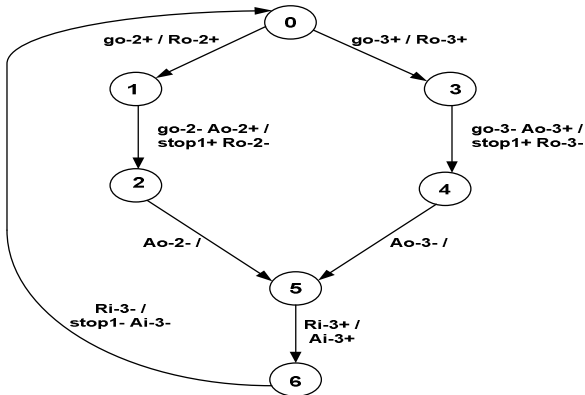 0
go-2+ / Ro-2+
go-3+ / Ro-3+
1
3
go-2- Ao-2+ /
stop1+ Ro-2-
go-3- Ao-3+ /
stop1+ Ro-3-
2
4
Ao-2- /
Ao-3- /
5
Ri-3- /
stop1- Ai-3-
Ri-3+ /
Ai-3+
6